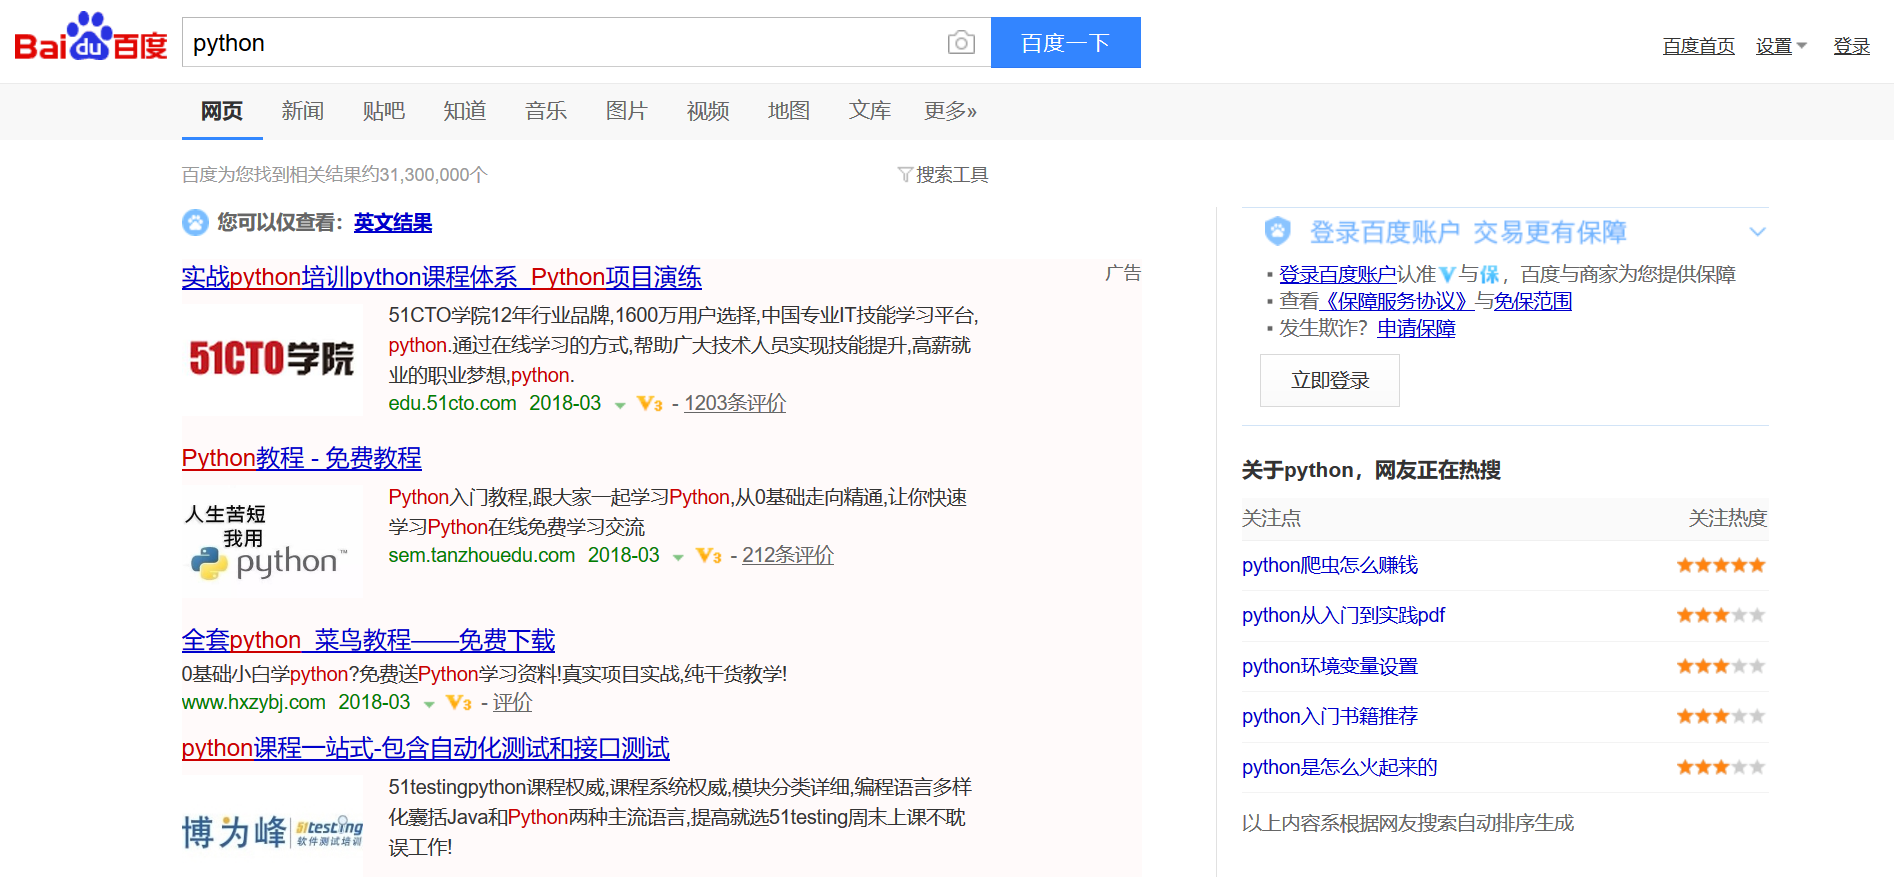 Baidu百度
python
百度一下
百度首页 设置 登录
网页 新闻 贴吧 知道 音乐 图片 视频 地图 文库 更多»
百度为您找到相关结果约31,300,000个
搜索工具
您可以仅查看：英文结果
实战python培训python课程体系 Python项目演练
广告
51CTO学院
51CTO学院12年行业品牌,1600万用户选择,中国专业IT技能学习平台,
python.通过在线学习的方式,帮助广大技术人员实现技能提升,高薪就
业的职业梦想,python.
edu.51cto.com 2018-03 V3 - 1203条评价
Python教程 - 免费教程
人生苦短
我用
python™
Python入门教程,跟大家一起学习Python,从0基础走向精通,让你快速
学习Python在线免费学习交流
sem.tanzhouedu.com 2018-03 V3 - 212条评价
全套python 菜鸟教程——免费下载
0基础小白学python?免费送Python学习资料!真实项目实战,纯干货教学!
www.hxzybj.com 2018-03 V3 - 评价
python课程一站式-包含自动化测试和接口测试
博为峰 51testing
软件测试培训
51testingpython课程权威,课程系统权威,模块分类详细,编程语言多样
化囊括Java和Python两种主流语言,提高就选51testing周末上课不耽
误工作!
登录百度账户 交易更有保障
▪ 登录百度账户认准V与保，百度与商家为您提供保障
▪ 查看《保障服务协议》与免保范围
▪ 发生欺诈？申请保障
立即登录
关于python，网友正在热搜
关注点 关注热度
python爬虫怎么赚钱
python从入门到实践pdf
python环境变量设置
python入门书籍推荐
python是怎么火起来的
以上内容系根据网友搜索自动排序生成